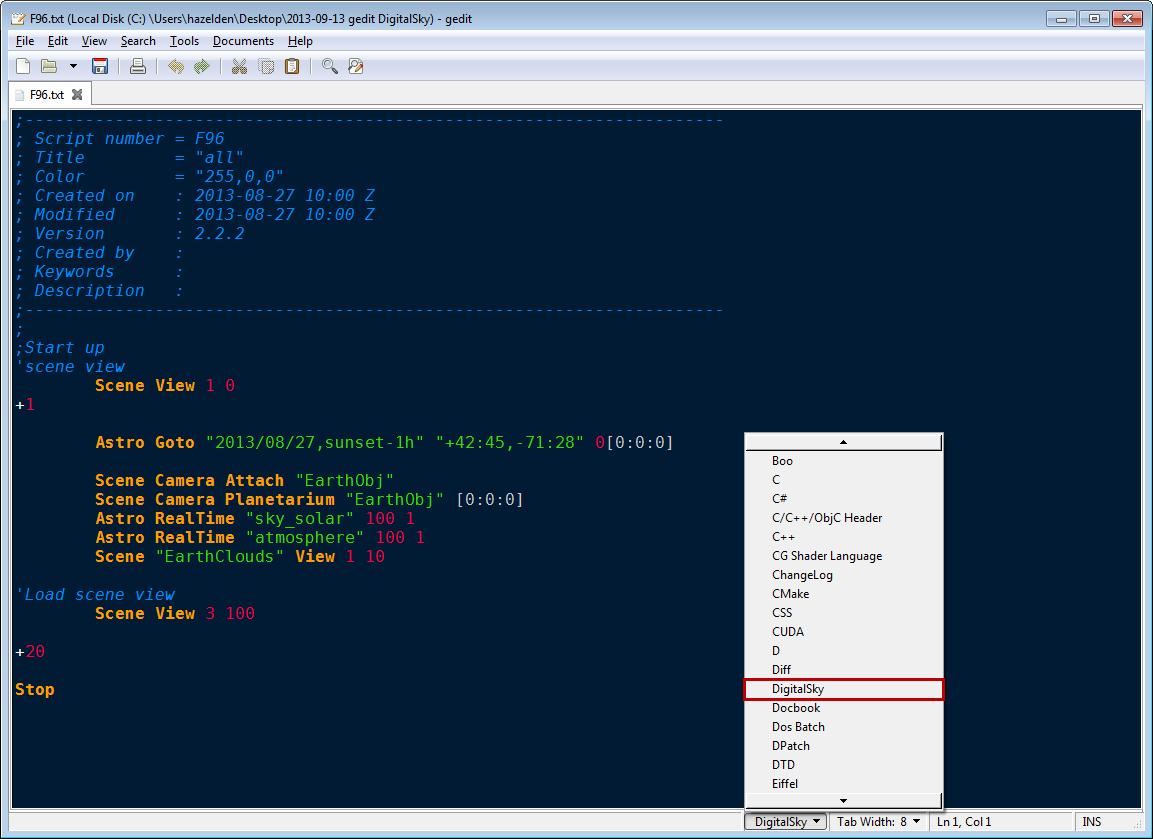 F96.txt (Local Disk (C:) \Users\hazelden\Desktop\2013-09-13 gedit DigitalSky) - gedit
File Edit View Search Tools Documents Help
F96.txt
;----------------------------------------------------------------------
; Script number = F96
; Title         = "all"
; Color         = "255,0,0"
; Created on    : 2013-08-27 10:00 Z
; Modified      : 2013-08-27 10:00 Z
; Version       : 2.2.2
; Created by    :
; Keywords      :
; Description   :
;----------------------------------------------------------------------
;
;Start up
'scene view
        Scene View 1 0
+1
        Astro Goto "2013/08/27,sunset-1h" "+42:45,-71:28" 0[0:0:0]
        Scene Camera Attach "EarthObj"
        Scene Camera Planetarium "EarthObj" [0:0:0]
        Astro RealTime "sky_solar" 100 1
        Astro RealTime "atmosphere" 100 1
        Scene "EarthClouds" View 1 10
'Load scene view
        Scene View 3 100
+20
Stop
Boo
C
C#
C/C++/ObjC Header
C++
CG Shader Language
ChangeLog
CMake
CSS
CUDA
D
Diff
DigitalSky
Docbook
Dos Batch
DPatch
DTD
Eiffel
DigitalSky Tab Width: 8 Ln 1, Col 1 INS